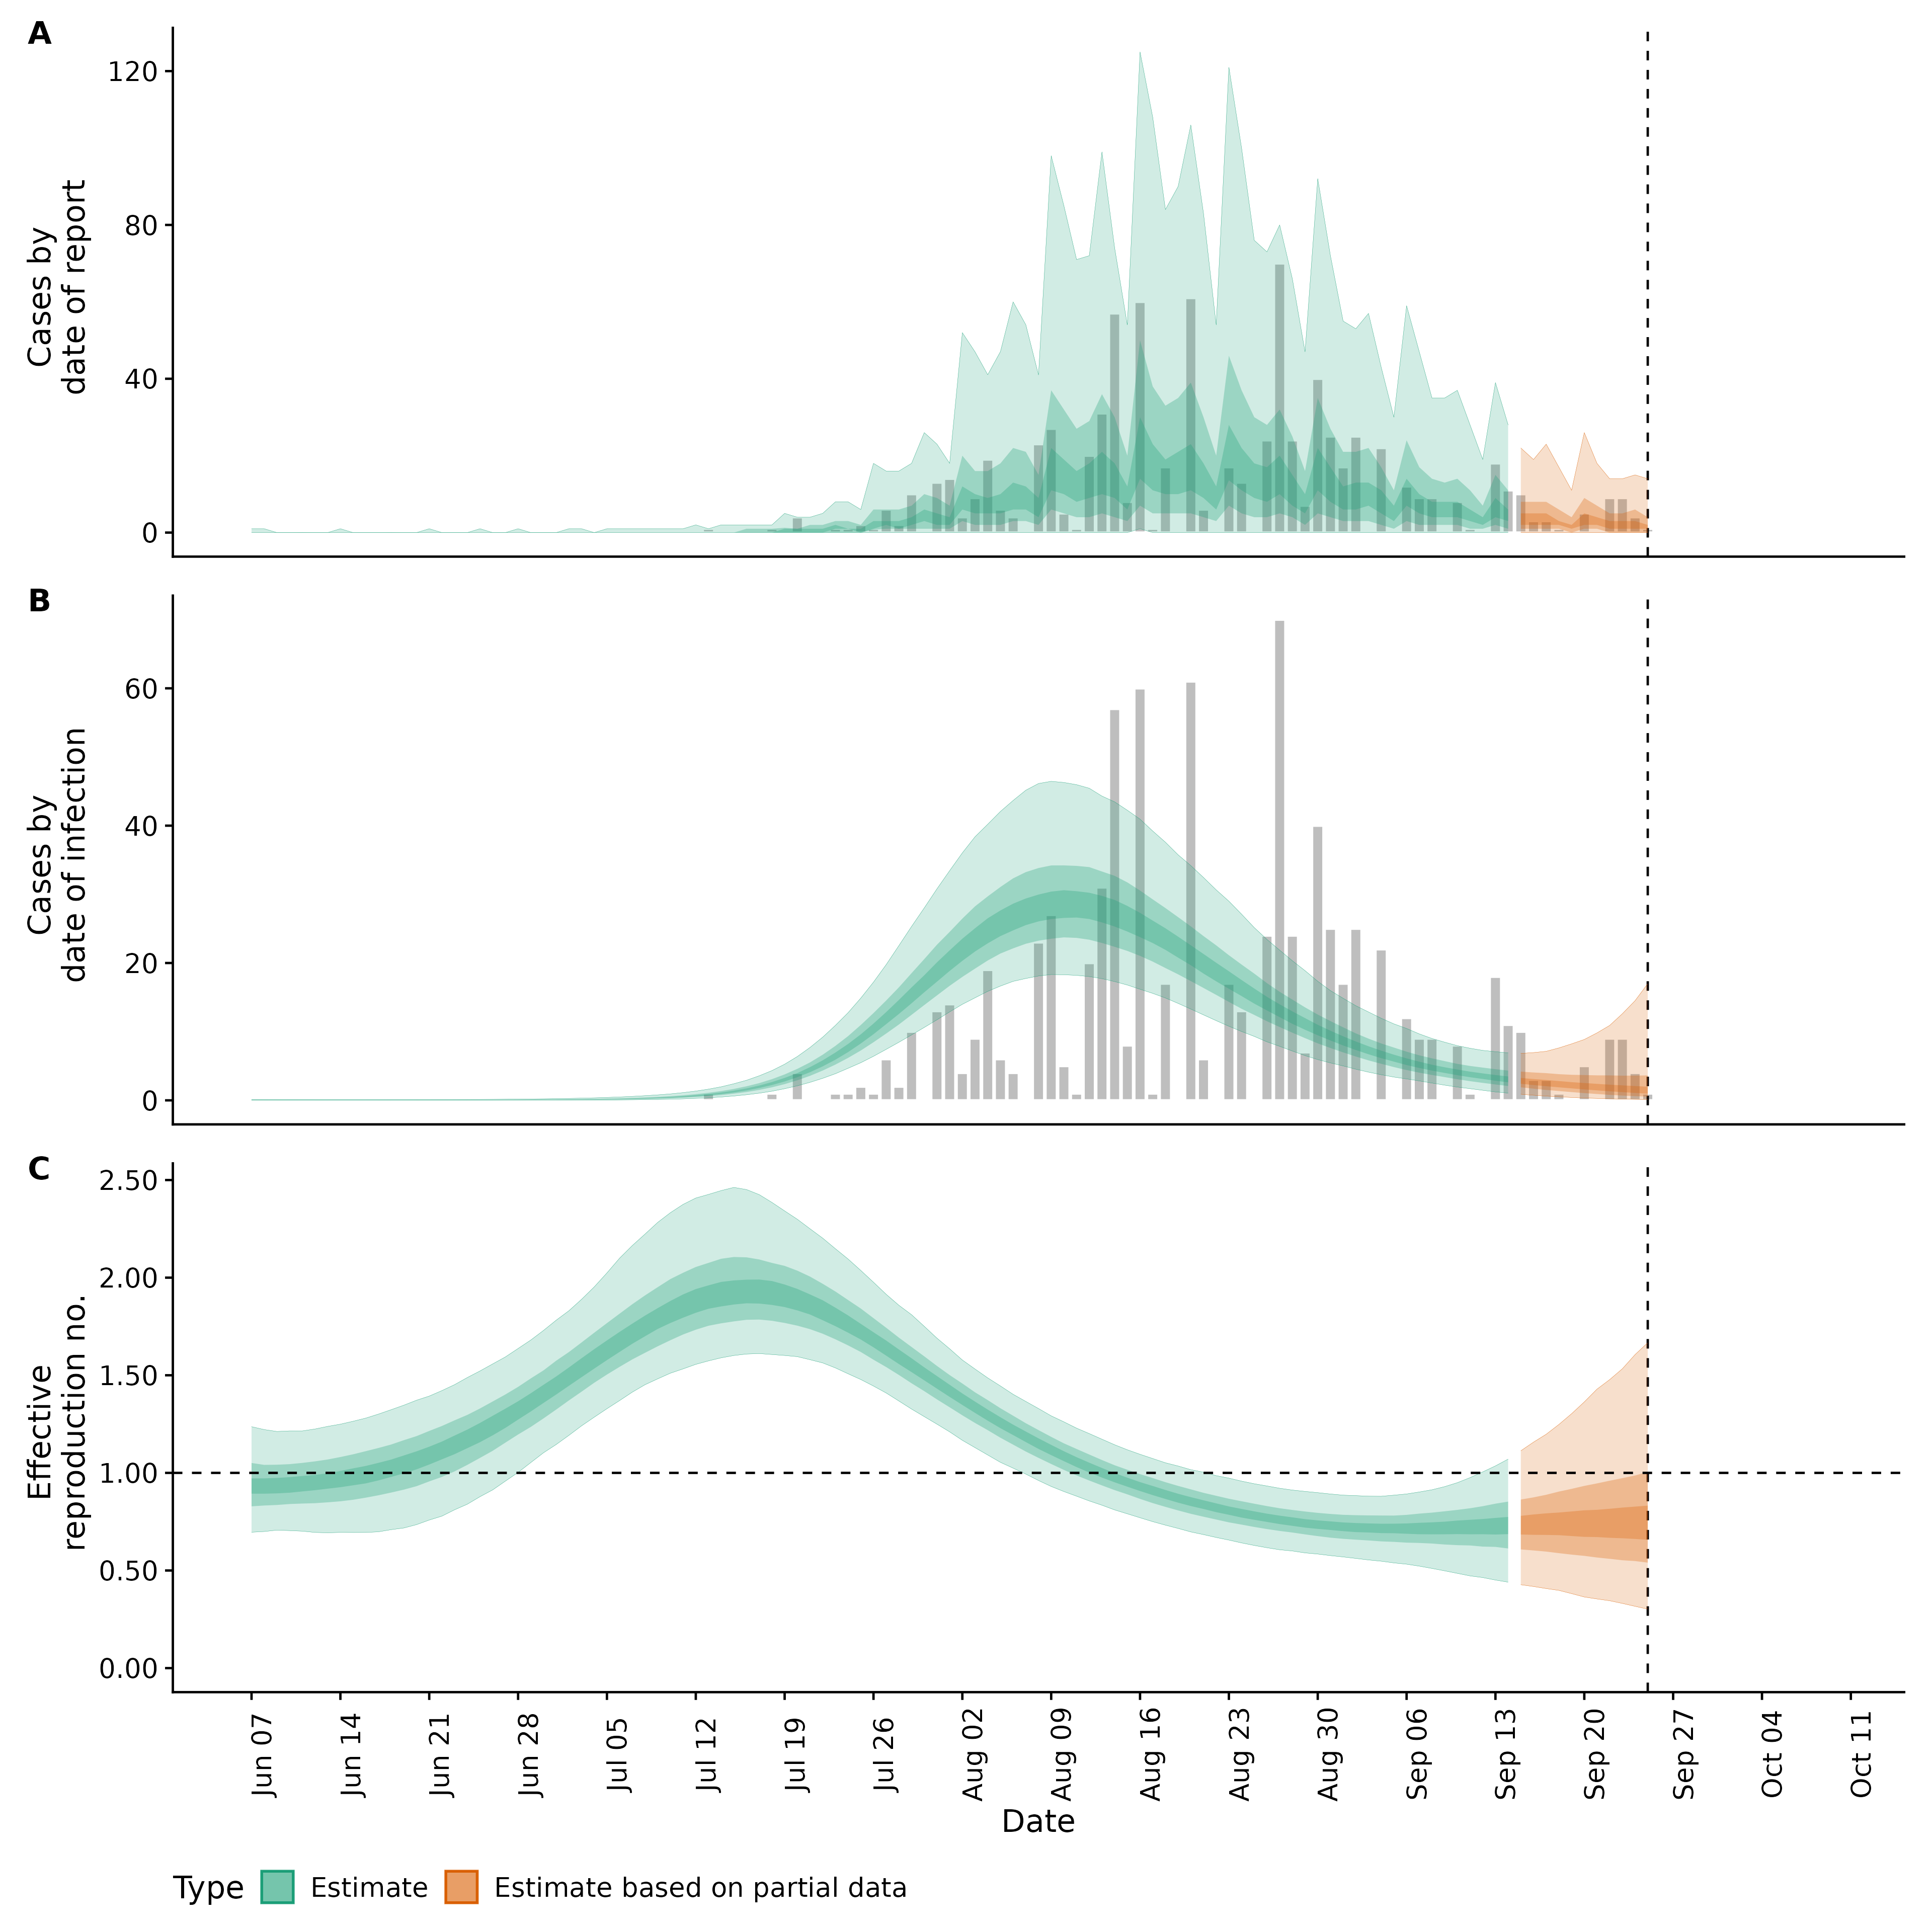 A
120
80
40
0
Cases by
date of report
B
60
40
20
0
Cases by
date of infection
C
2.50
2.00
1.50
1.00
0.50
0.00
Effective
reproduction no.
Jun 07
Jun 14
Jun 21
Jun 28
Jul 05
Jul 12
Jul 19
Jul 26
Aug 02
Aug 09
Aug 16
Aug 23
Aug 30
Sep 06
Sep 13
Sep 20
Sep 27
Oct 04
Oct 11
Date
Type Estimate Estimate based on partial data